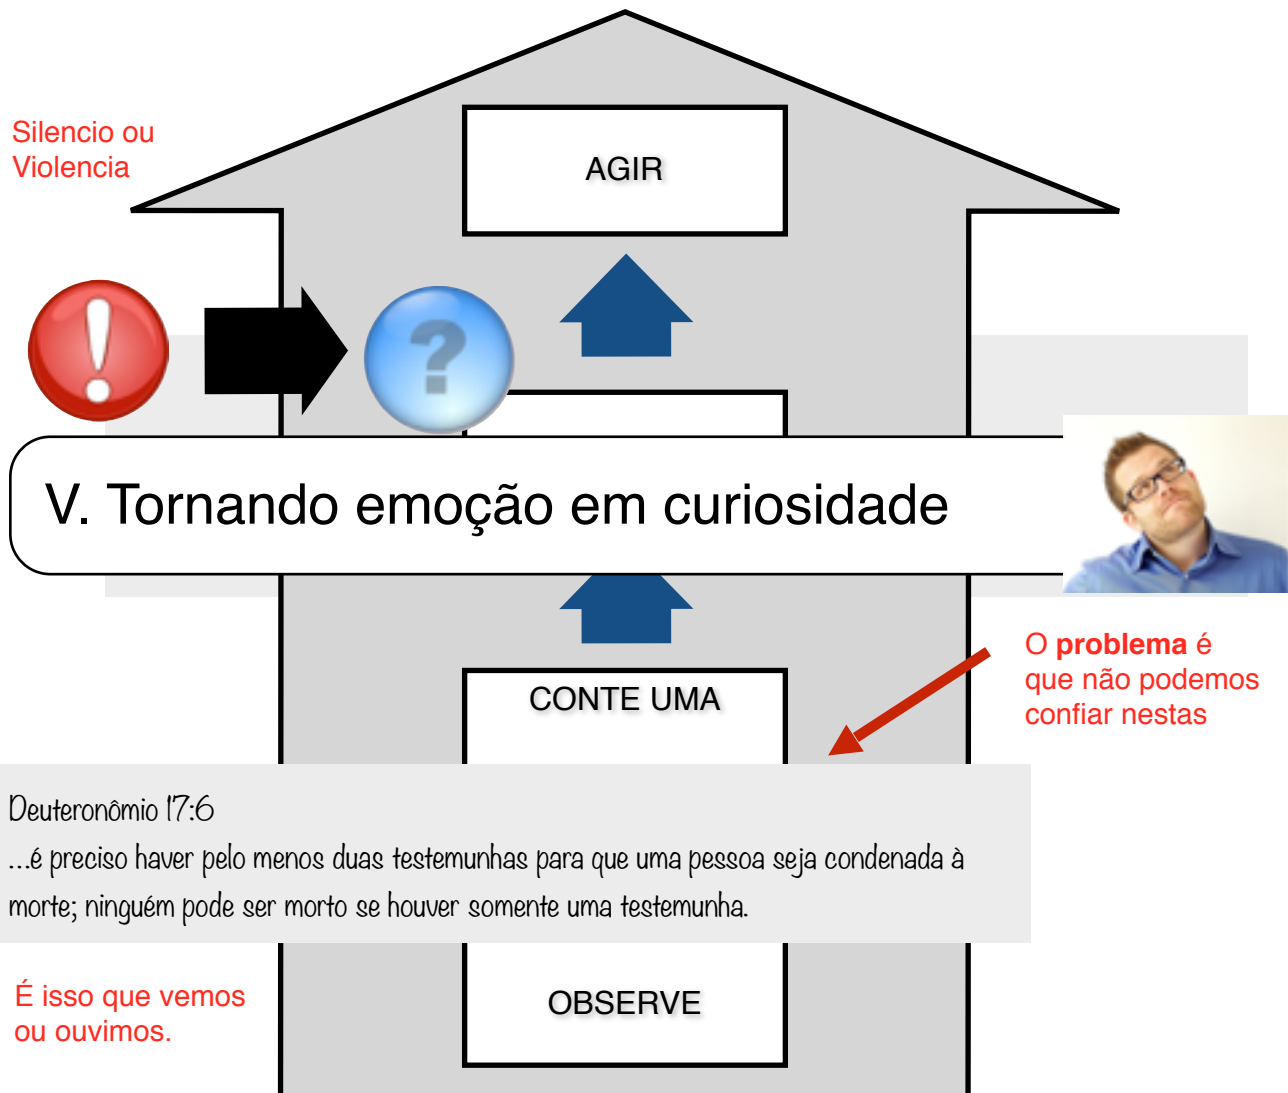 Silencio ou
Violencia
AGIR
!
?
V. Tornando emoção em curiosidade
O problema é
que não podemos
confiar nestas
CONTE UMA
Deuteronômio 17:6
...é preciso haver pelo menos duas testemunhas para que uma pessoa seja condenada à
morte; ninguém pode ser morto se houver somente uma testemunha.
É isso que vemos
ou ouvimos.
OBSERVE